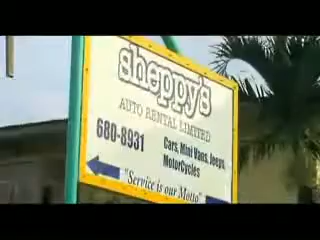 sheppy's
AUTO RENTAL LIMITED
680-8931
Cars, Mini Vans, Jeeps,
MotorCycles
"Service is our Motto"